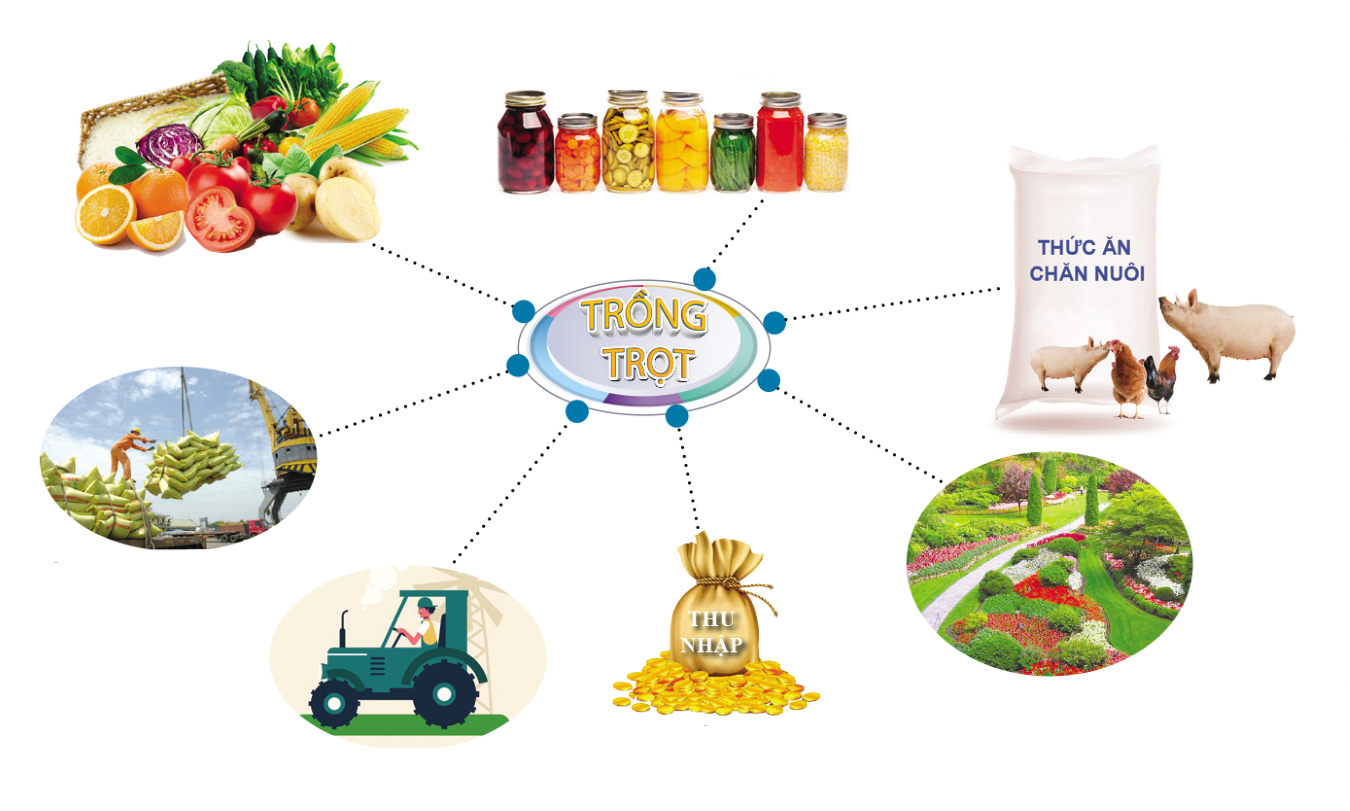 TRỒNG
TRỌT
THỨC ĂN
CHĂN NUÔI
THU
NHẬP